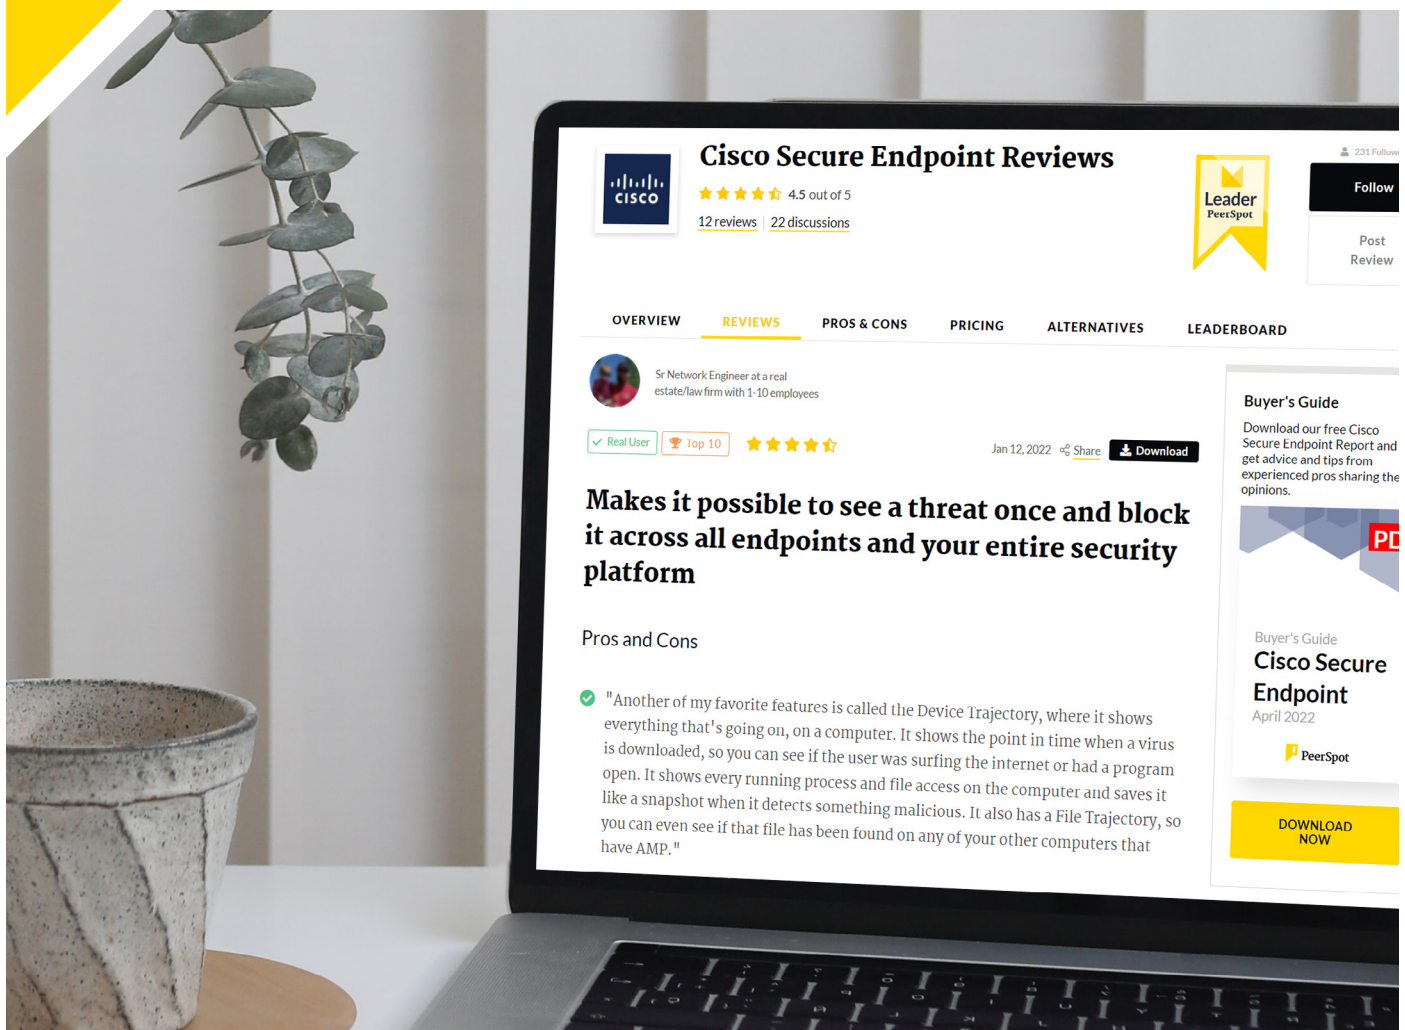 CISCO
Cisco Secure Endpoint Reviews
4.5 out of 5
12 reviews | 22 discussions
Leader
PeerSpot
231
Follow
Post
Review
OVERVIEW REVIEWS PROS & CONS PRICING ALTERNATIVES LEADERBOARD
Sr Network Engineer at a real
estate/law firm with 1-10 employees
Real User Top 10
Jan 12, 2022 Share Download
Makes it possible to see a threat once and block
it across all endpoints and your entire security
platform
Pros and Cons
"Another of my favorite features is called the Device Trajectory, where it shows
everything that's going on, on a computer. It shows the point in time when a virus
is downloaded, so you can see if the user was surfing the internet or had a program
open. It shows every running process and file access on the computer and saves it
like a snapshot when it detects something malicious. It also has a File Trajectory, so
you can even see if that file has been found on any of your other computers that
have AMP."
Buyer's Guide
Download our free Cisco
Secure Endpoint Report and
get advice and tips from
experienced pros sharing the
opinions.
PD
Buyer's Guide
Cisco Secure
Endpoint
April 2022
PeerSpot
DOWNLOAD
NOW